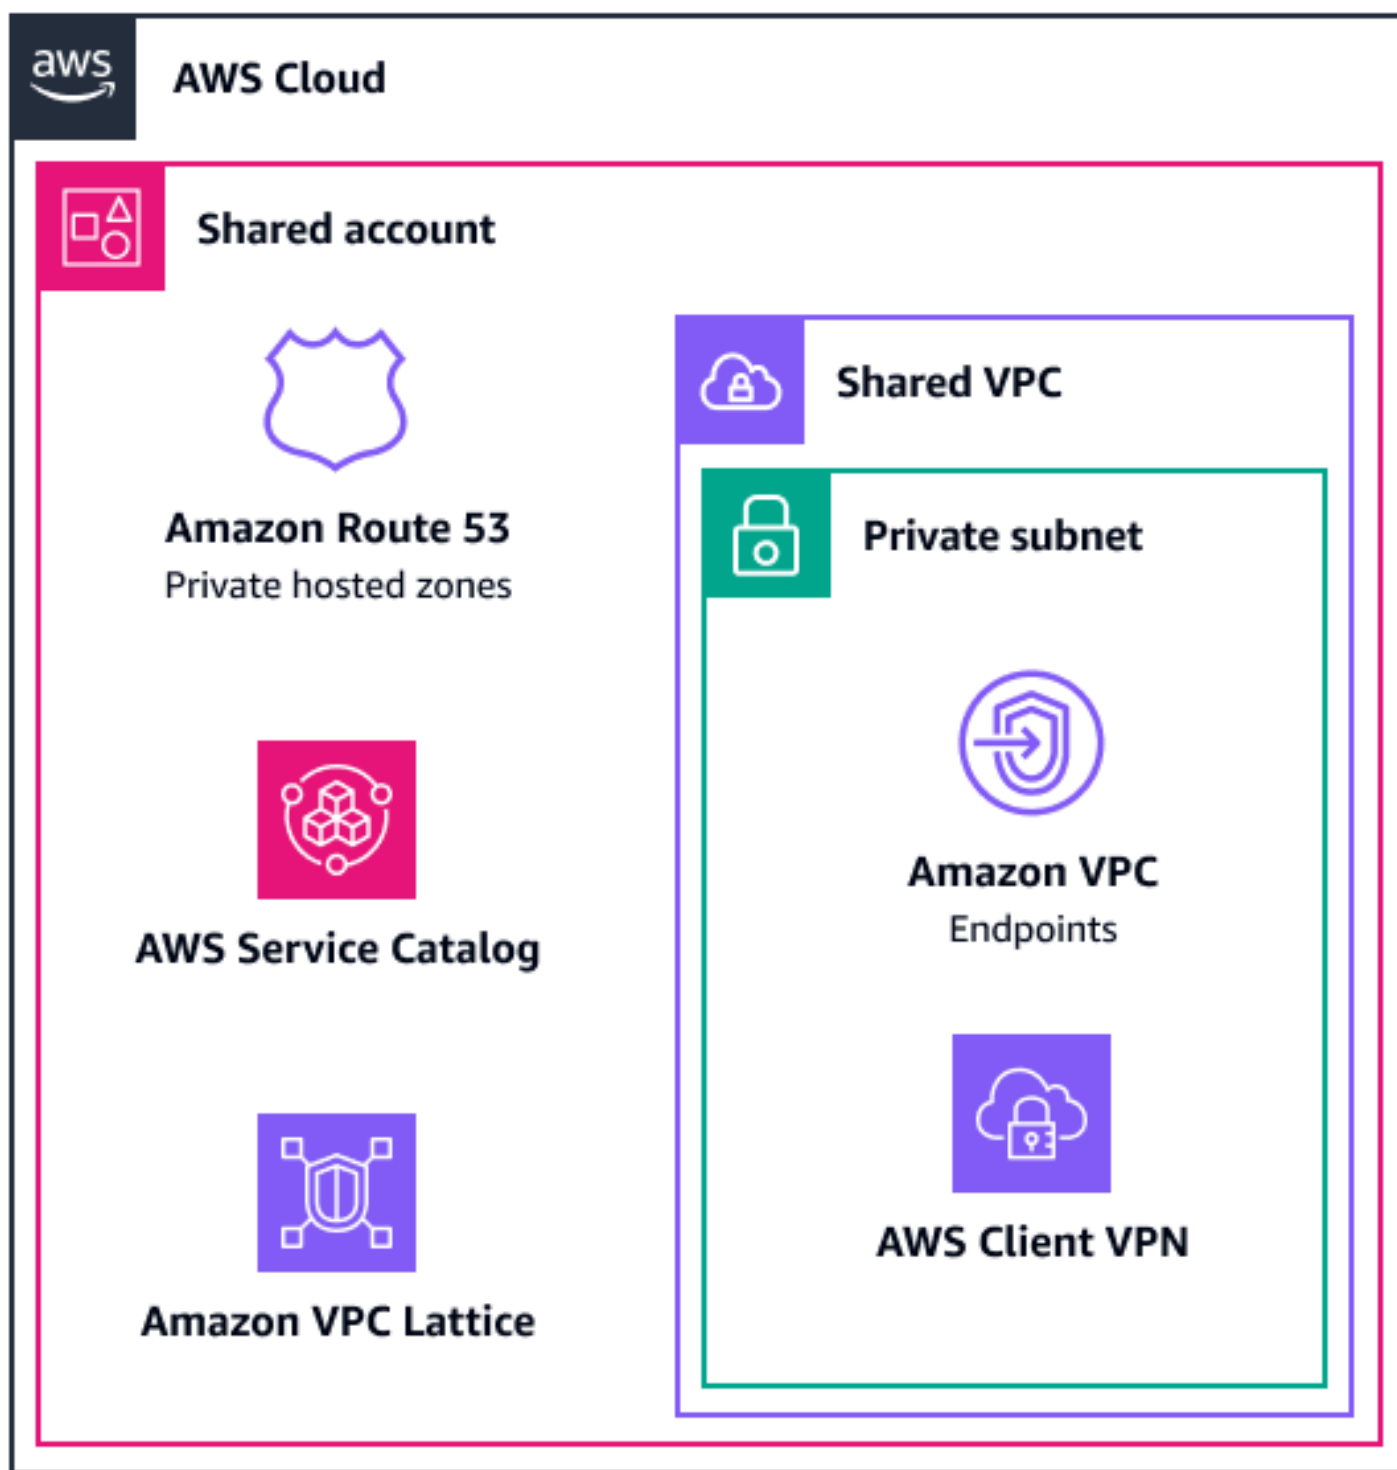 aws
AWS Cloud
Shared account
Amazon Route 53
Private hosted zones
AWS Service Catalog
Amazon VPC Lattice
Shared VPC
Private subnet
Amazon VPC
Endpoints
AWS Client VPN